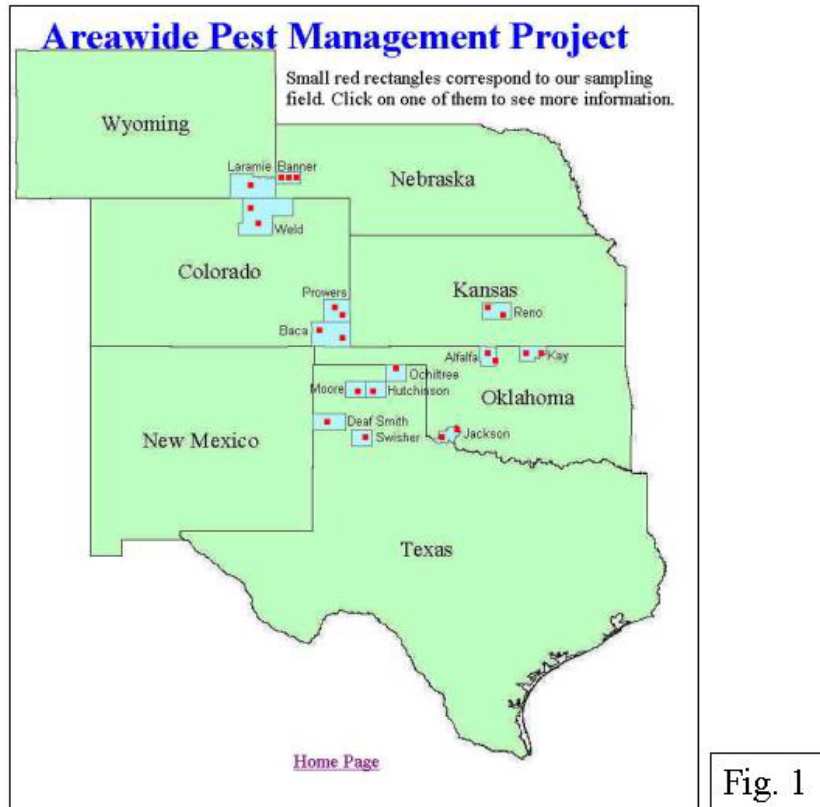 Areawide Pest Management Project
Small red rectangles correspond to our sampling
field. Click on one of them to see more information.
Wyoming
Laramie Banner
Nebraska
Weld
Colorado
Prowers
Kansas
Reno
Baca
Alfalfa
Kay
Ochiltree
Moore
Hutchinson
Oklahoma
Deaf Smith
New Mexico
Swisher
Jackson
Texas
Home Page
Fig. 1